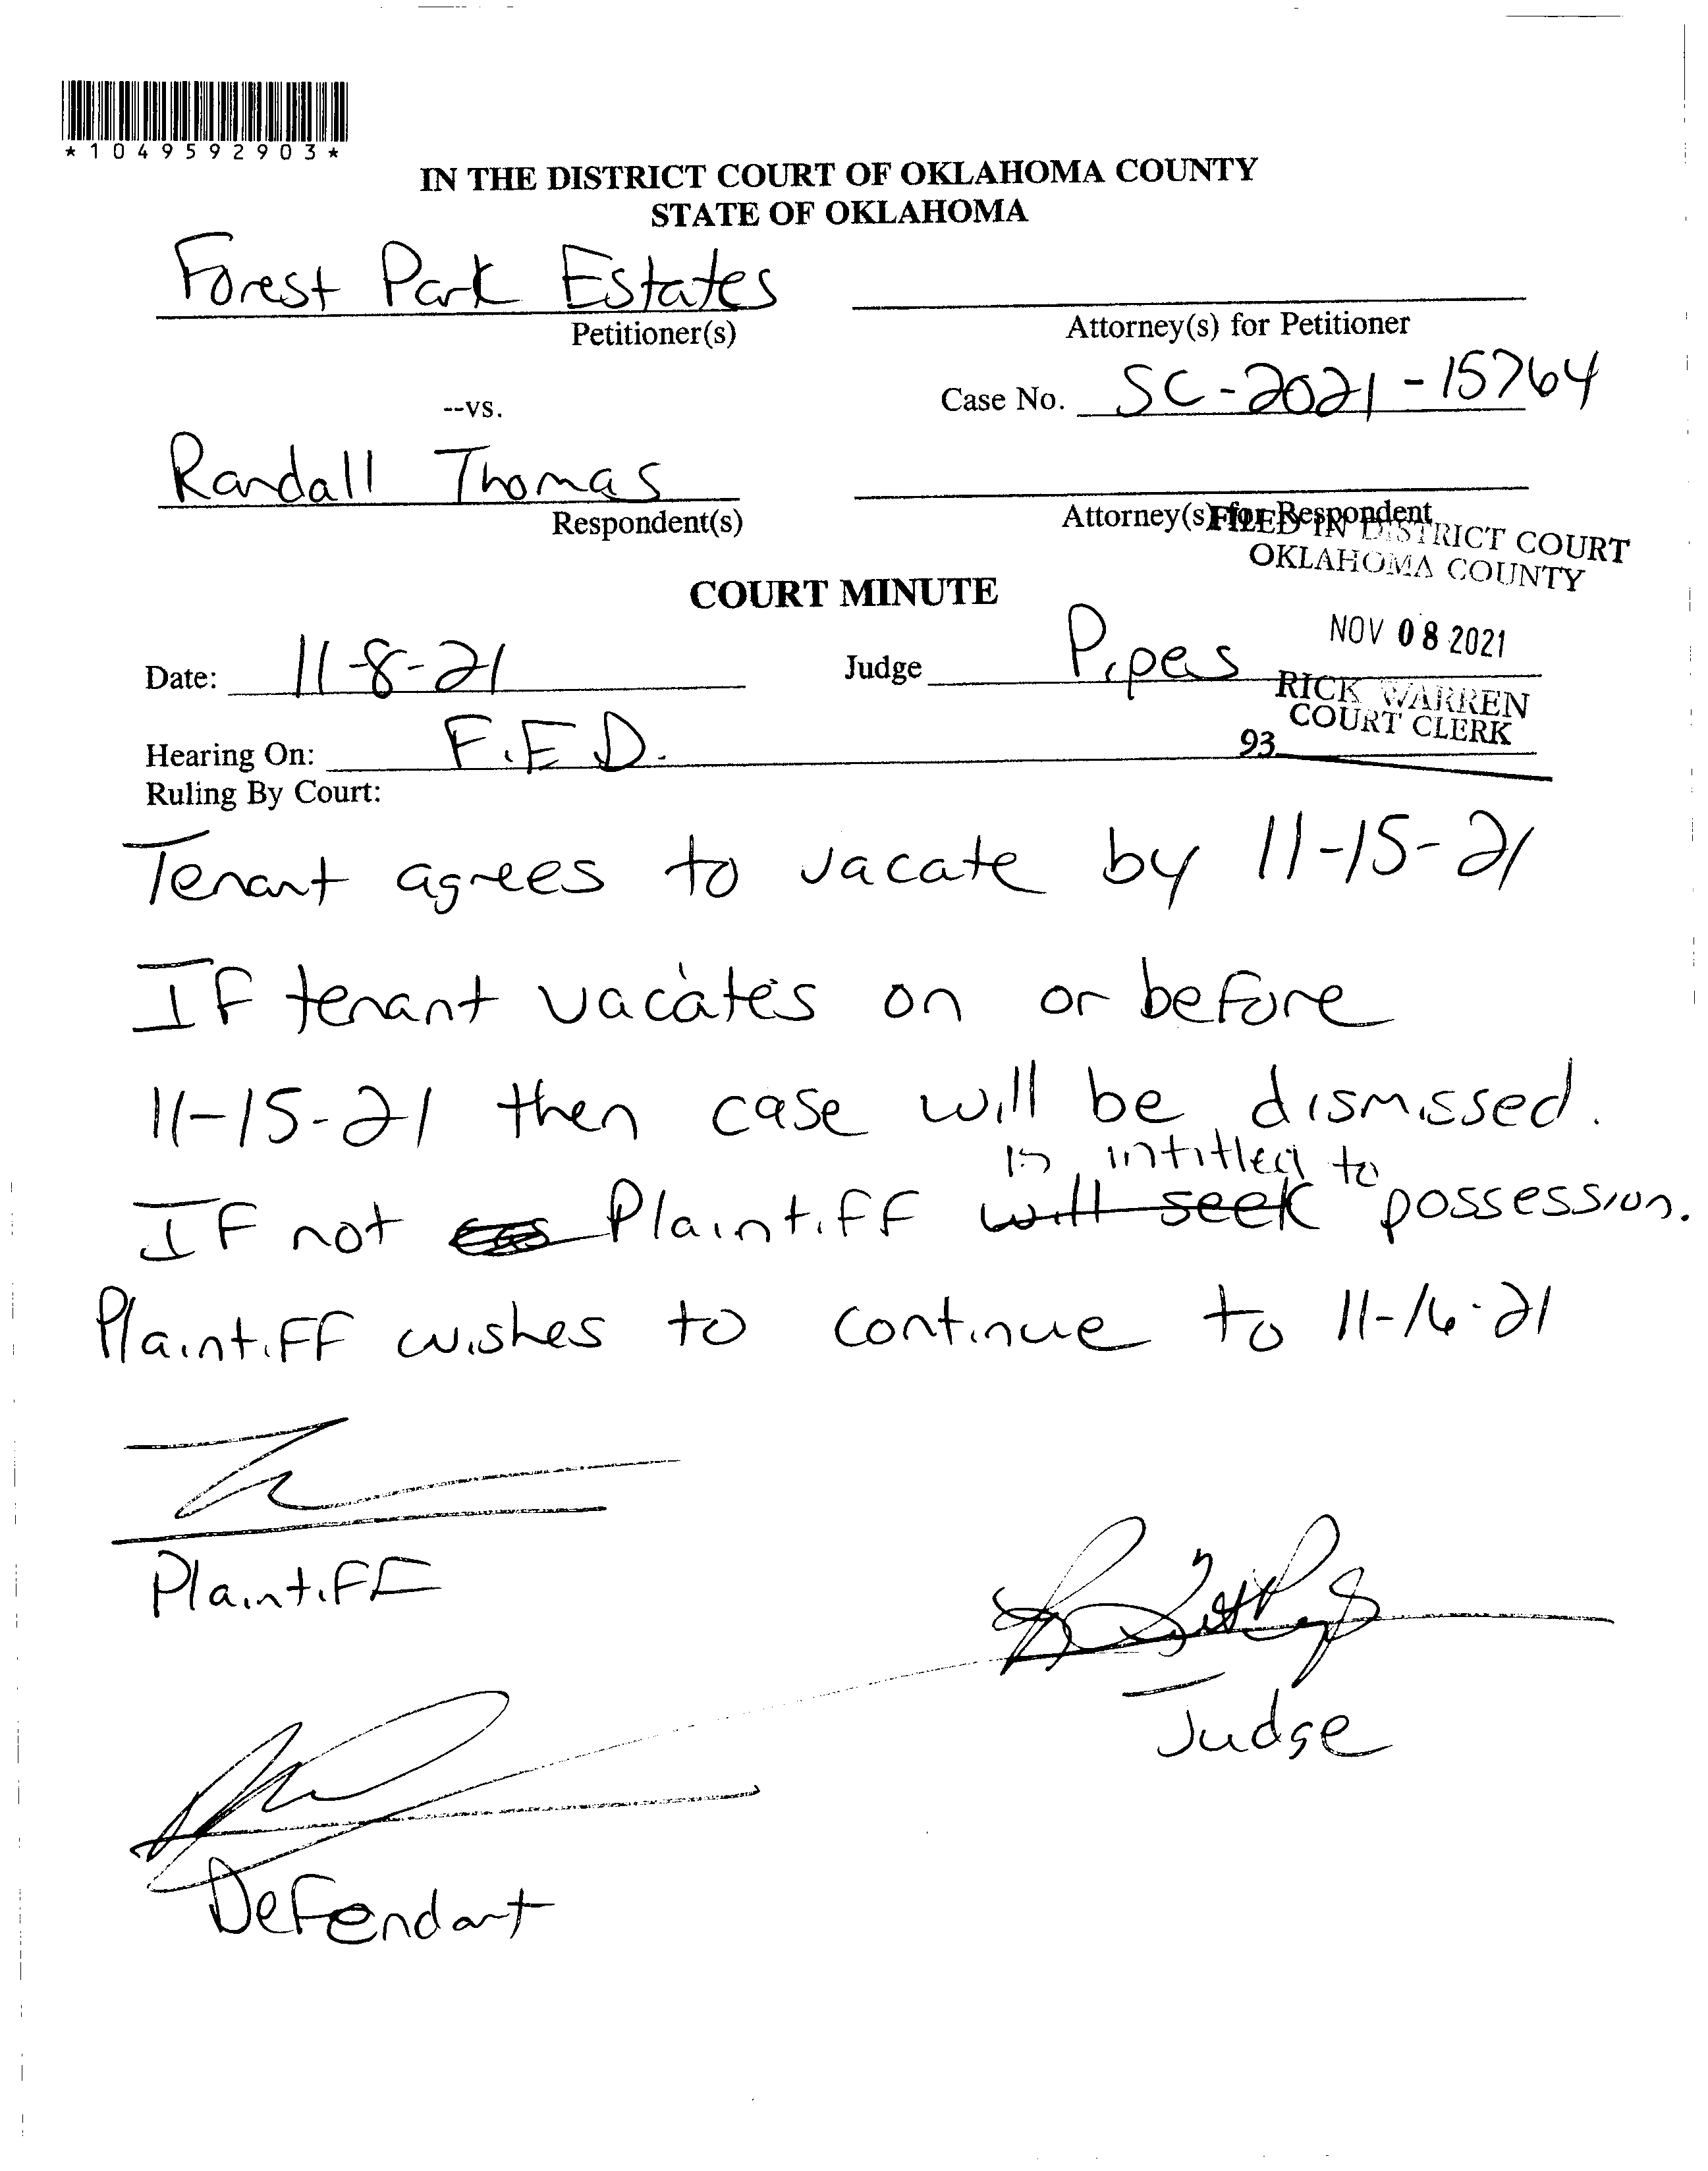 *1049592903*
IN THE DISTRICT COURT OF OKLAHOMA COUNTY
STATE OF OKLAHOMA
Forest Park Estates
Petitioner(s)
Attorney(s) for Petitioner
--vs.
Case No. SC-2021-15764
Randall Thomas
Respondent(s)
Attorney(s) for Respondent
FILED IN DISTRICT COURT
OKLAHOMA COUNTY
COURT MINUTE
NOV 08 2021
Date: 11-8-21
Judge Pipes
RICK WARREN
COURT CLERK
93
Hearing On: F.E.D.
Ruling By Court:
Tenant agrees to vacate by 11-15-21
IF tenant vacates on or before
11-15-21 then case will be dismissed.
is intitled to
IF not Plaintiff will seek possession.
Plaintiff wishes to continue to 11-16-21
Plaintiff
Judge
Defendant